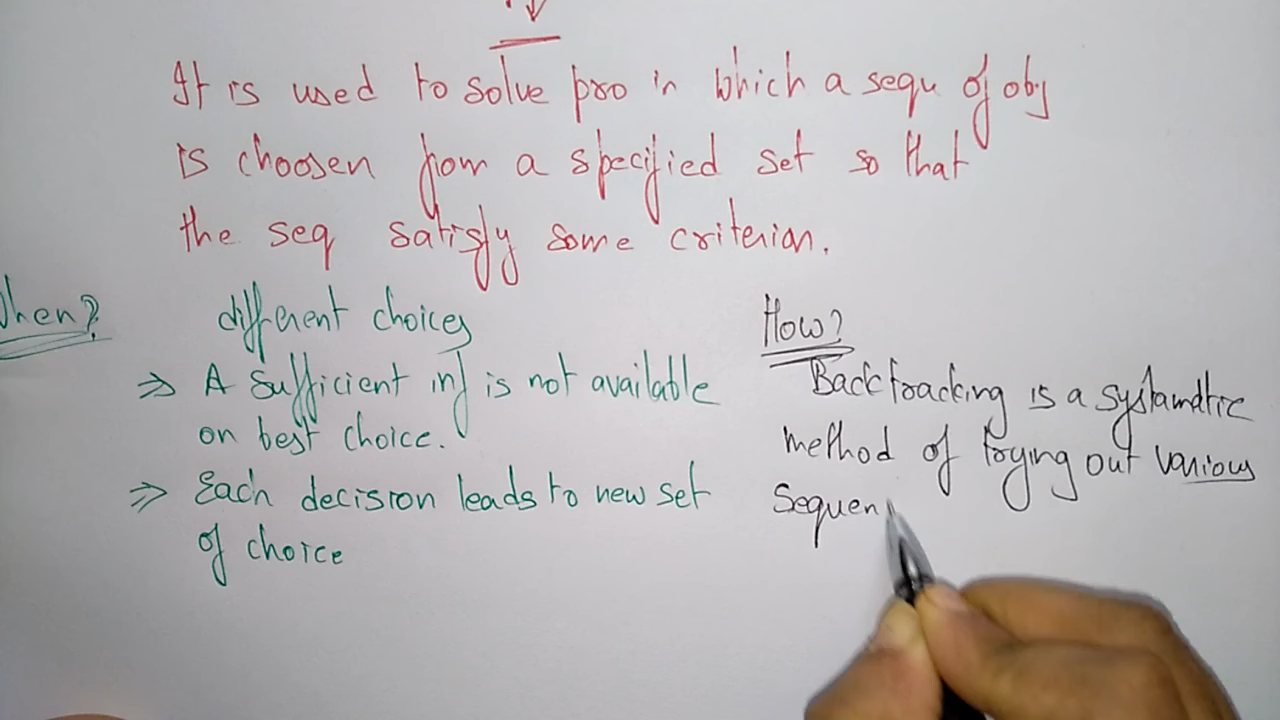 It is used to solve pro in which a sequ of obj
is choosen from a specified set so that
the seq satisfy some criterian.
When?
different choices
⇒ A sufficient inf is not available
on best choice.
⇒ Each decision leads to new set
of choice
How?
Backtracking is a systamatic
method of trying out various
sequen